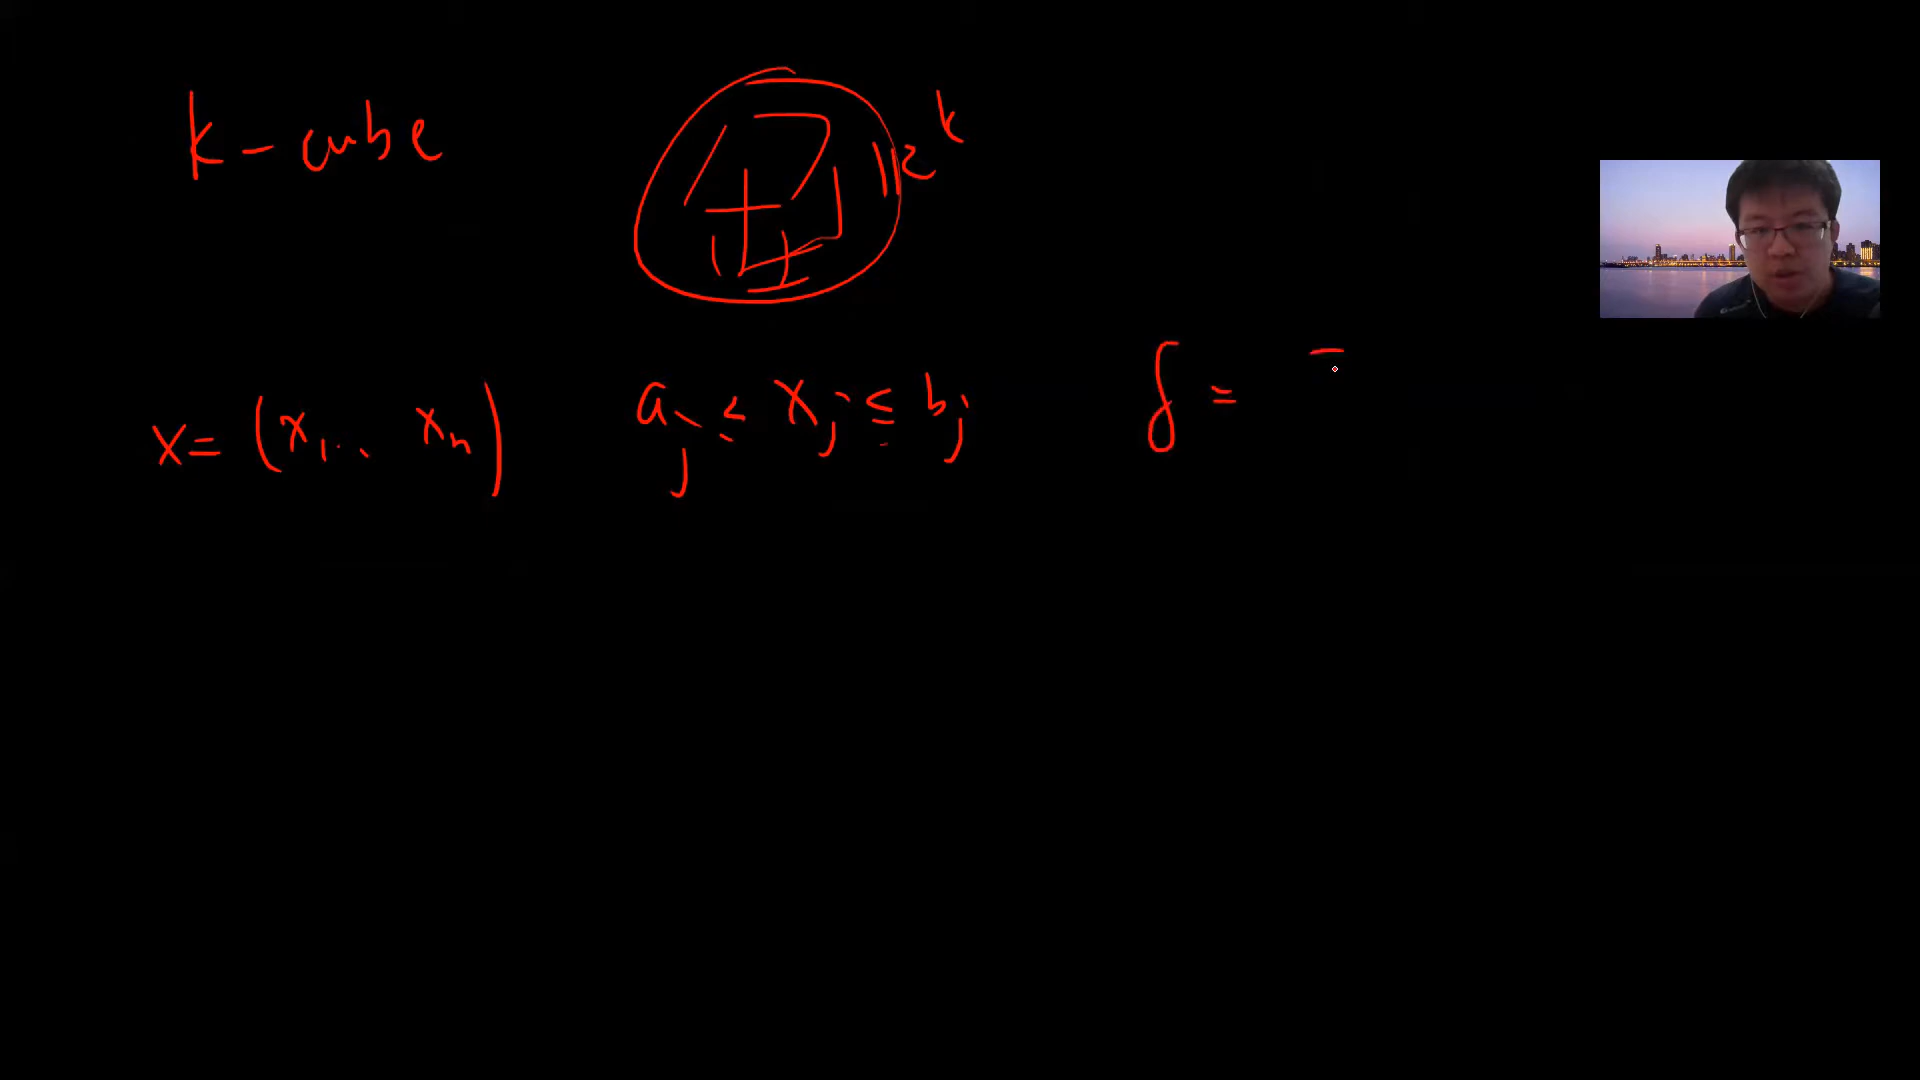 k - cube
ℝ^k
x = (x₁.. xₙ) aⱼ ≤ xⱼ ≤ bⱼ δ =